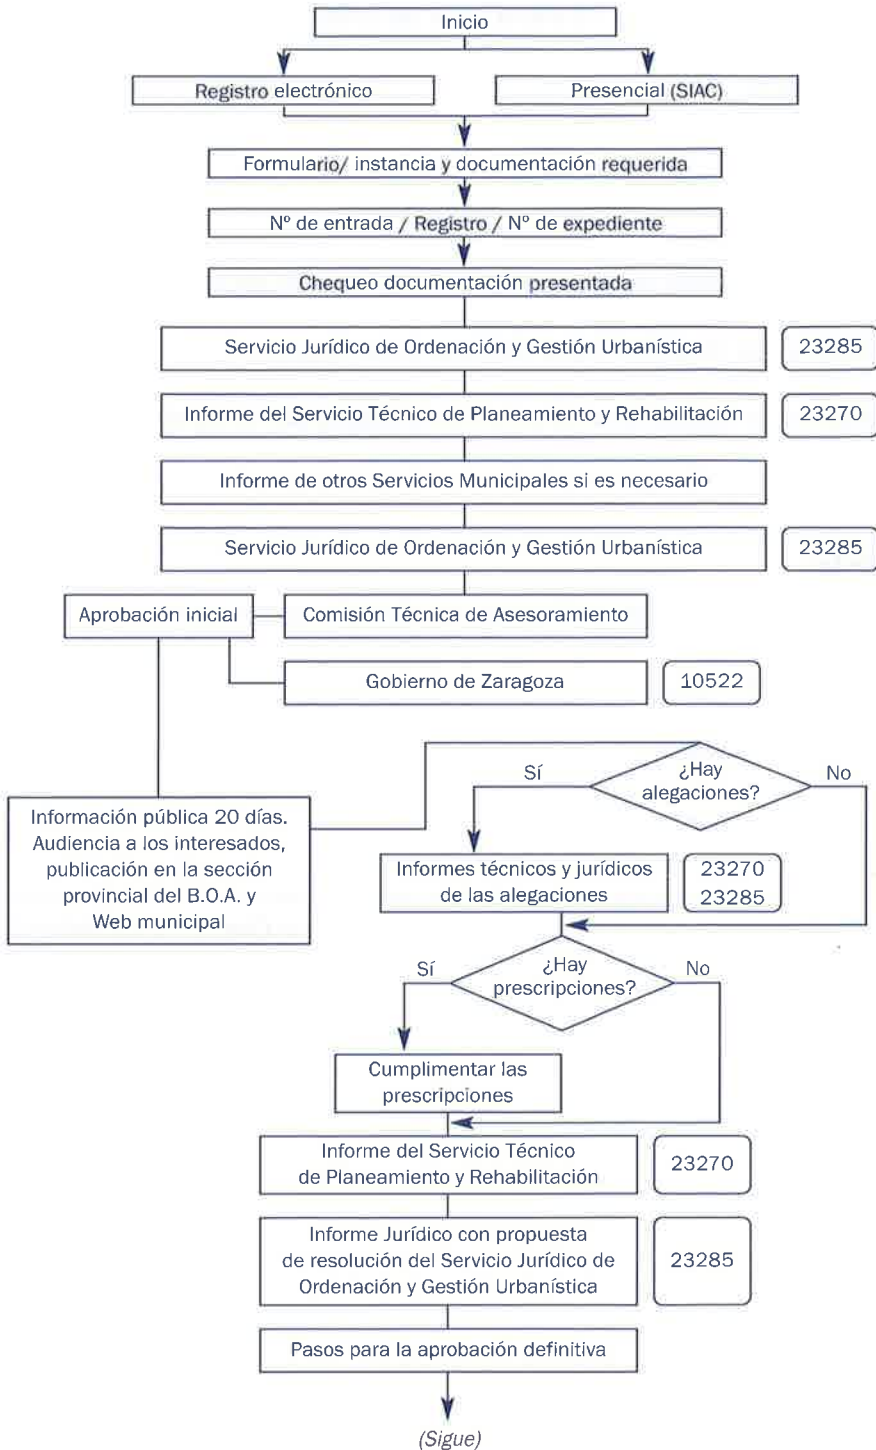 Inicio
Registro electrónico
Presencial (SIAC)
Formulario/ instancia y documentación requerida
Nº de entrada / Registro / Nº de expediente
Chequeo documentación presentada
Servicio Jurídico de Ordenación y Gestión Urbanística
23285
Informe del Servicio Técnico de Planeamiento y Rehabilitación
23270
Informe de otros Servicios Municipales si es necesario
Servicio Jurídico de Ordenación y Gestión Urbanística
23285
Aprobación inicial
Comisión Técnica de Asesoramiento
Gobierno de Zaragoza
10522
Información pública 20 días.
Audiencia a los interesados,
publicación en la sección
provincial del B.O.A. y
Web municipal
¿Hay
alegaciones?
Sí
No
Informes técnicos y jurídicos
de las alegaciones
23270
23285
¿Hay
prescripciones?
Sí
No
Cumplimentar las
prescripciones
Informe del Servicio Técnico
de Planeamiento y Rehabilitación
23270
Informe Jurídico con propuesta
de resolución del Servicio Jurídico de
Ordenación y Gestión Urbanística
23285
Pasos para la aprobación definitiva
(Sigue)